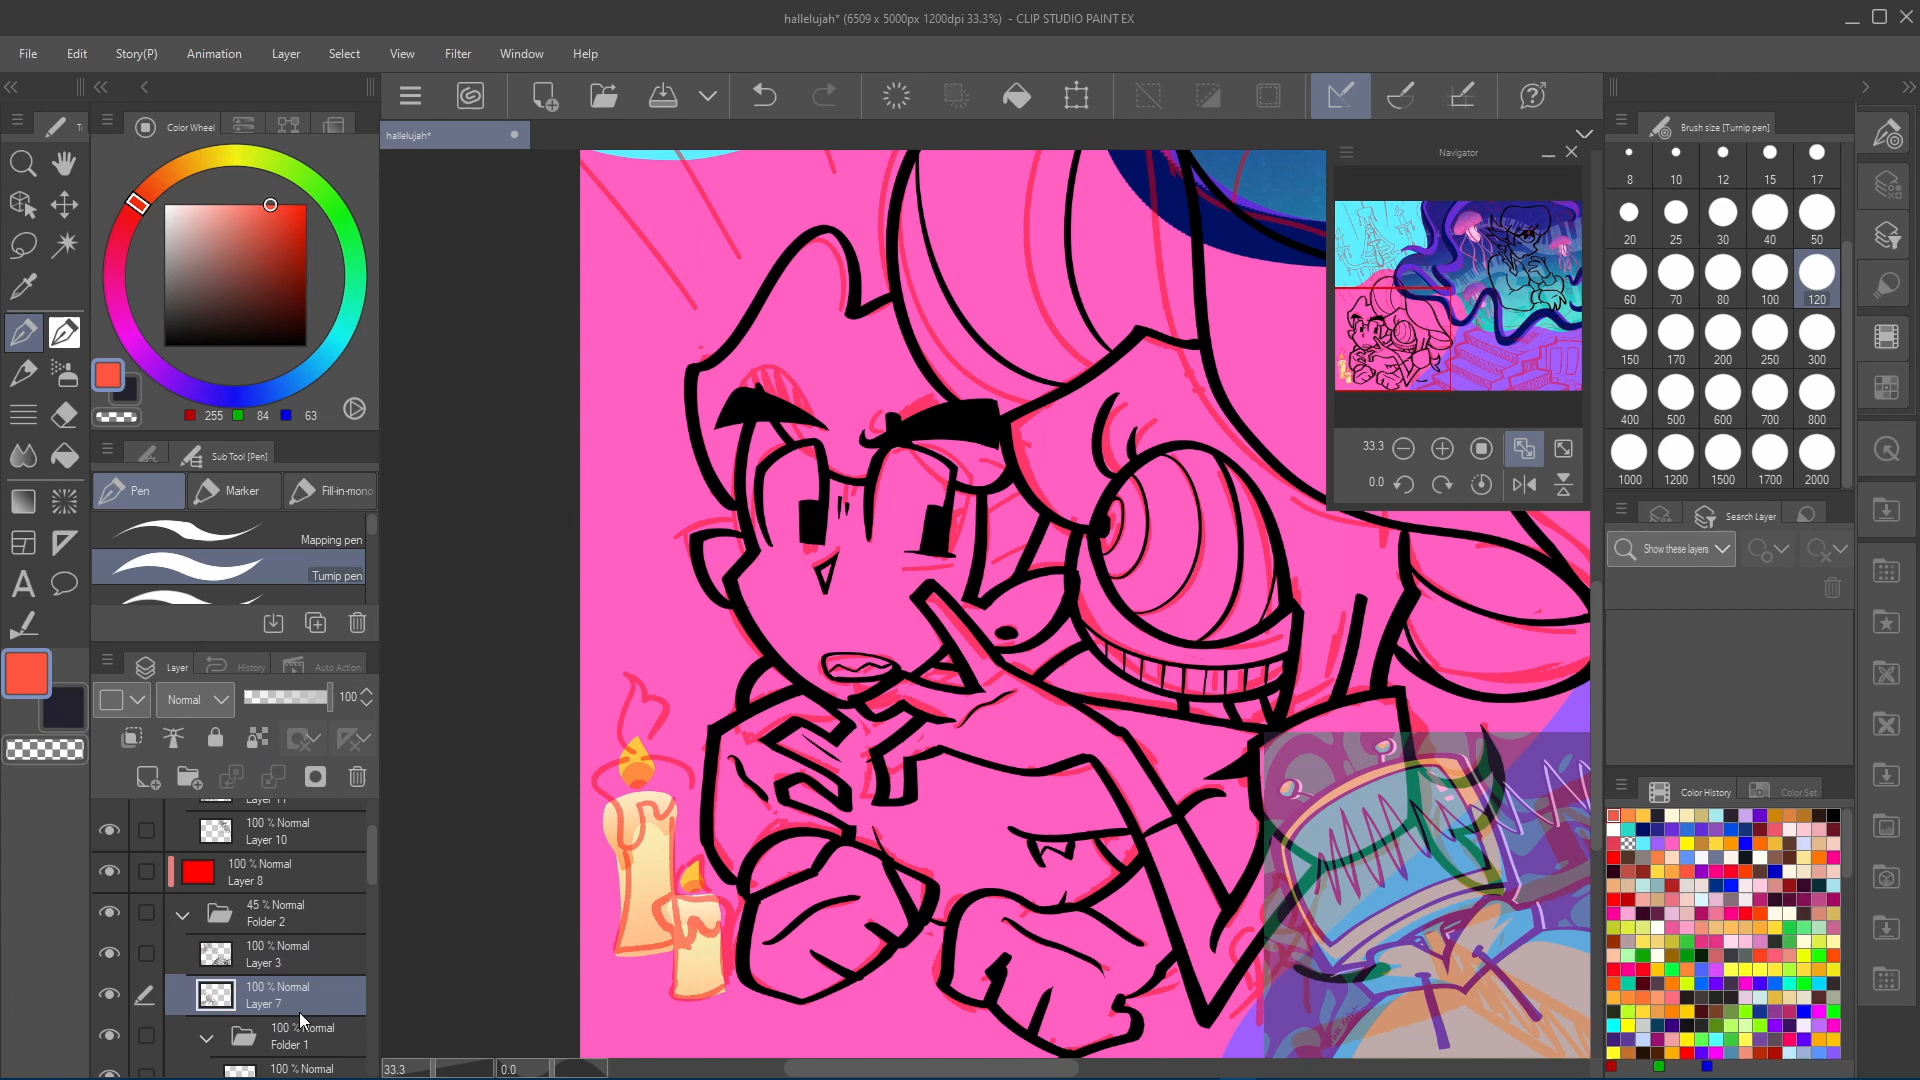 hallelujah* (6509 x 5000px 1200dpi 33.3%) - CLIP STUDIO PAINT EX
File Edit Story(P) Animation Layer Select View Filter Window Help
Color Wheel
hallelujah*
Navigator
Brush size [Turnip pen]
8 10 12 15 17
20 25 30 40 50
60 70 80 100 120
150 170 200 250 300
400 500 600 700 800
1000 1200 1500 1700 2000
255 84 63
Sub Tool [Pen]
Pen Marker Fill-in-mono
Mapping pen
Turnip pen
33.3
0.0
Search Layer
Show these layers
Layer History Auto Action
Normal 100
Color History Color Set
Layer 11
100 % Normal
Layer 10
100 % Normal
Layer 8
45 % Normal
Folder 2
100 % Normal
Layer 3
100 % Normal
Layer 7
100 % Normal
Folder 1
100 % Normal
33.3 0.0